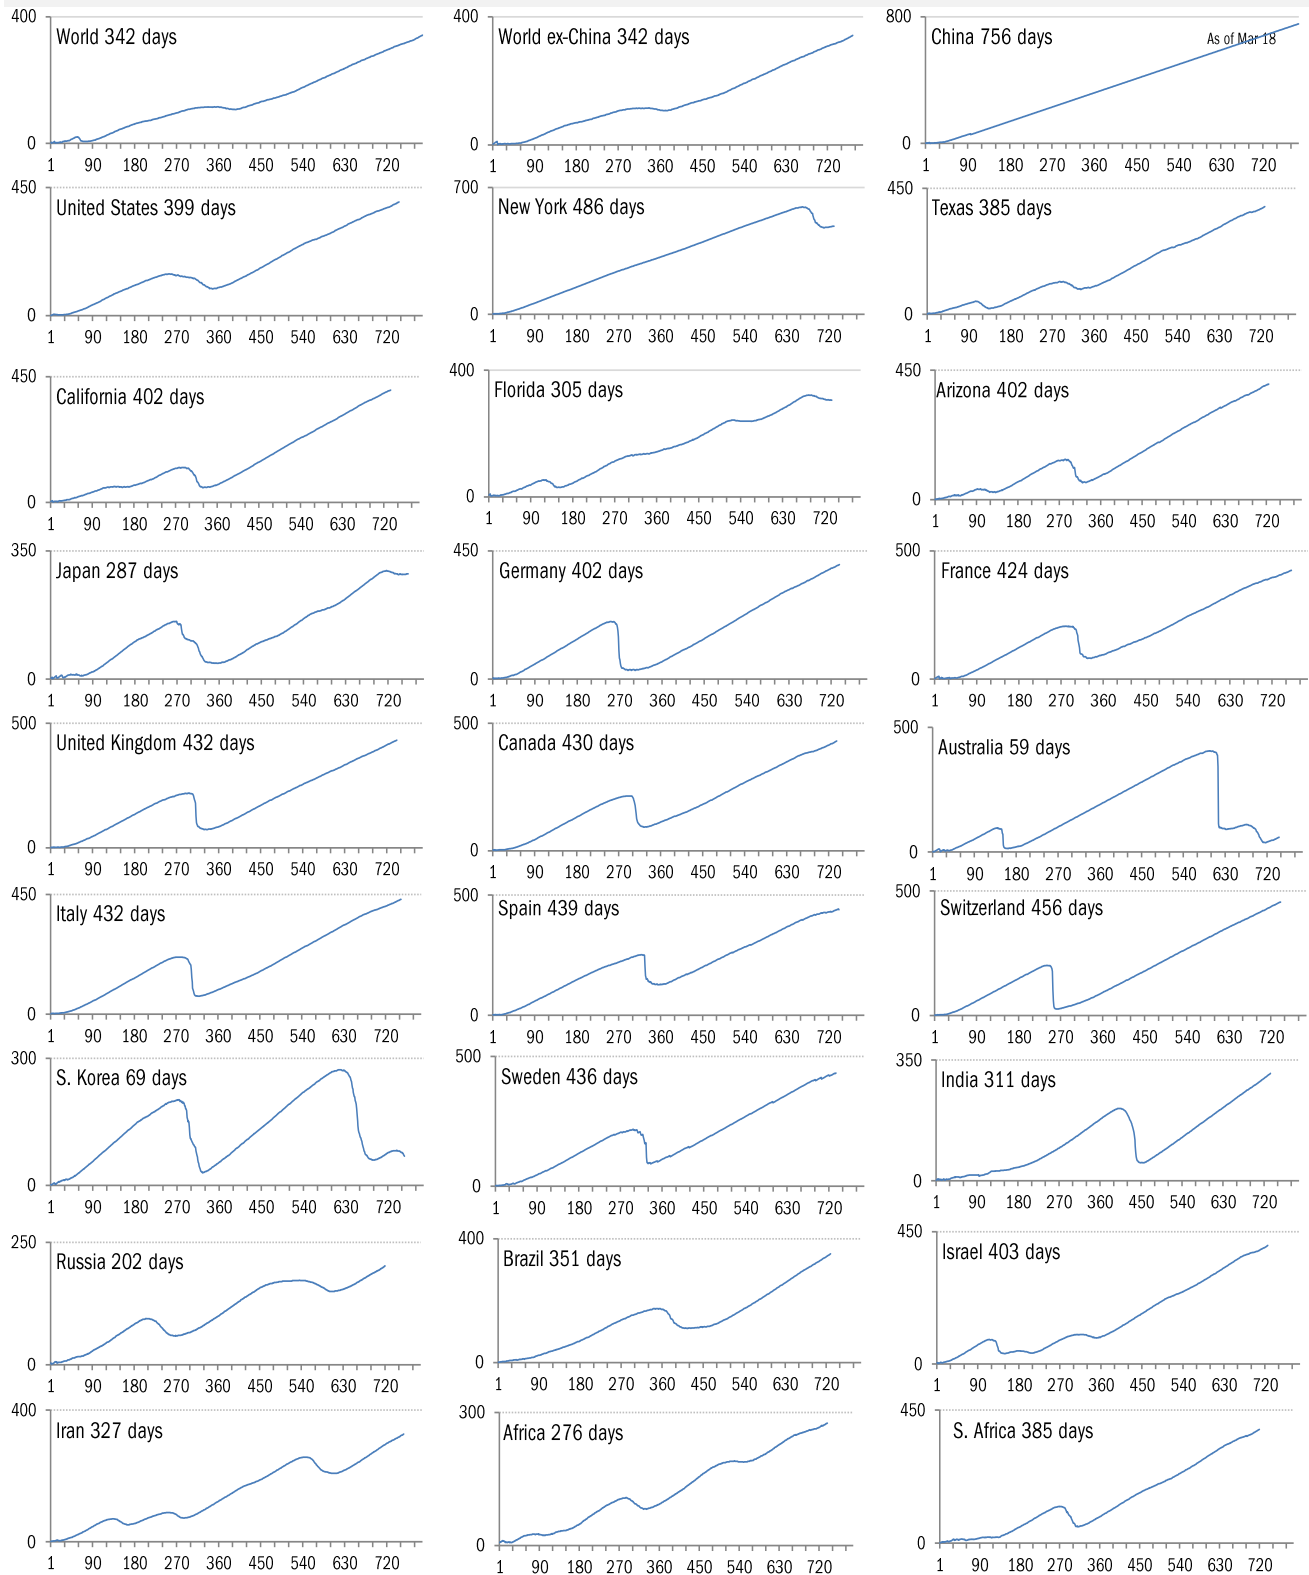 400 400 800
World 342 days World ex-China 342 days China 756 days
As of Mar 18
0 0 0
1 90 180 270 360 450 540 630 720 1 90 180 270 360 450 540 630 720 1 90 180 270 360 450 540 630 720
450 700 450
United States 399 days New York 486 days Texas 385 days
0 0 0
1 90 180 270 360 450 540 630 720 1 90 180 270 360 450 540 630 720 1 90 180 270 360 450 540 630 720
450 400 450
California 402 days Florida 305 days Arizona 402 days
0 0 0
1 90 180 270 360 450 540 630 720 1 90 180 270 360 450 540 630 720 1 90 180 270 360 450 540 630 720
350 450 500
Japan 287 days Germany 402 days France 424 days
0 0 0
1 90 180 270 360 450 540 630 720 1 90 180 270 360 450 540 630 720 1 90 180 270 360 450 540 630 720
500 500 500
United Kingdom 432 days Canada 430 days Australia 59 days
0 0 0
1 90 180 270 360 450 540 630 720 1 90 180 270 360 450 540 630 720 1 90 180 270 360 450 540 630 720
450 500 500
Italy 432 days Spain 439 days Switzerland 456 days
0 0 0
1 90 180 270 360 450 540 630 720 1 90 180 270 360 450 540 630 720 1 90 180 270 360 450 540 630 720
300 500 350
S. Korea 69 days Sweden 436 days India 311 days
0 0 0
1 90 180 270 360 450 540 630 720 1 90 180 270 360 450 540 630 720 1 90 180 270 360 450 540 630 720
250 400 450
Russia 202 days Brazil 351 days Israel 403 days
0 0 0
1 90 180 270 360 450 540 630 720 1 90 180 270 360 450 540 630 720 1 90 180 270 360 450 540 630 720
400 300 450
Iran 327 days Africa 276 days S. Africa 385 days
0 0 0
1 90 180 270 360 450 540 630 720 1 90 180 270 360 450 540 630 720 1 90 180 270 360 450 540 630 720